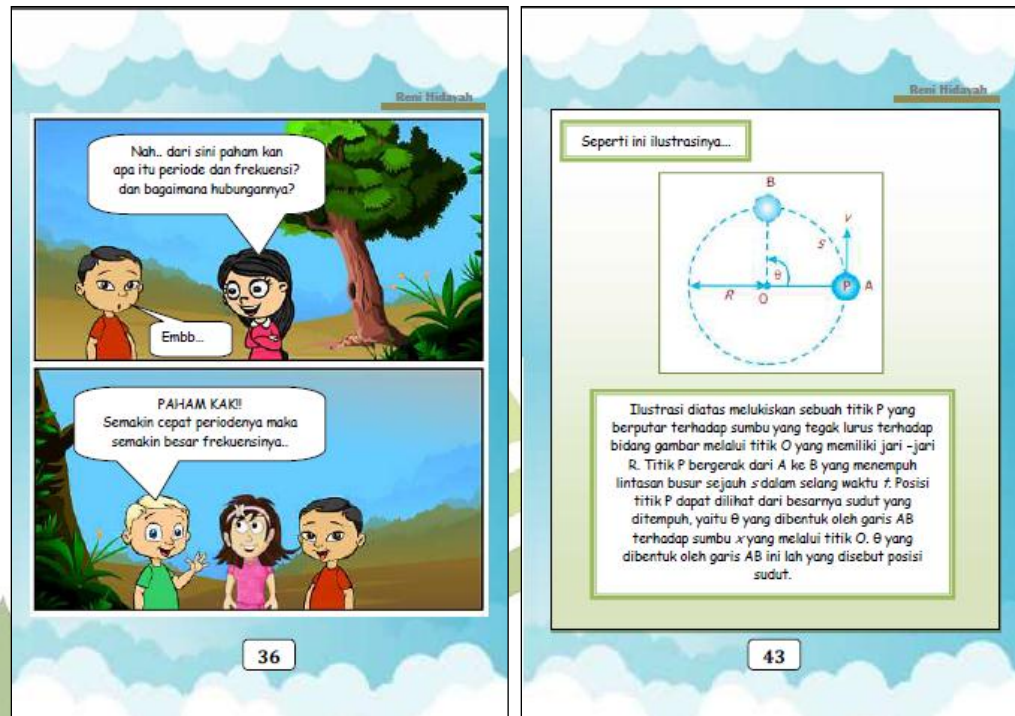 Reni Hidayah
Nah.. dari sini paham kan
apa itu periode dan frekuensi?
dan bagaimana hubungannya?
Embb...
PAHAM KAK!!
Semakin cepat periodenya maka
semakin besar frekuensinya..
36
Reni Hidayah
Seperti ini ilustrasinya...
B
v
s
θ
P A
R
O
Ilustrasi diatas melukiskan sebuah titik P yang
berputar terhadap sumbu yang tegak lurus terhadap
bidang gambar melalui titik O yang memiliki jari -jari
R. Titik P bergerak dari A ke B yang menempuh
lintasan busur sejauh s dalam selang waktu t. Posisi
titik P dapat dilihat dari besarnya sudut yang
ditempuh, yaitu θ yang dibentuk oleh garis AB
terhadap sumbu x yang melalui titik O. θ yang
dibentuk oleh garis AB ini lah yang disebut posisi
sudut.
43